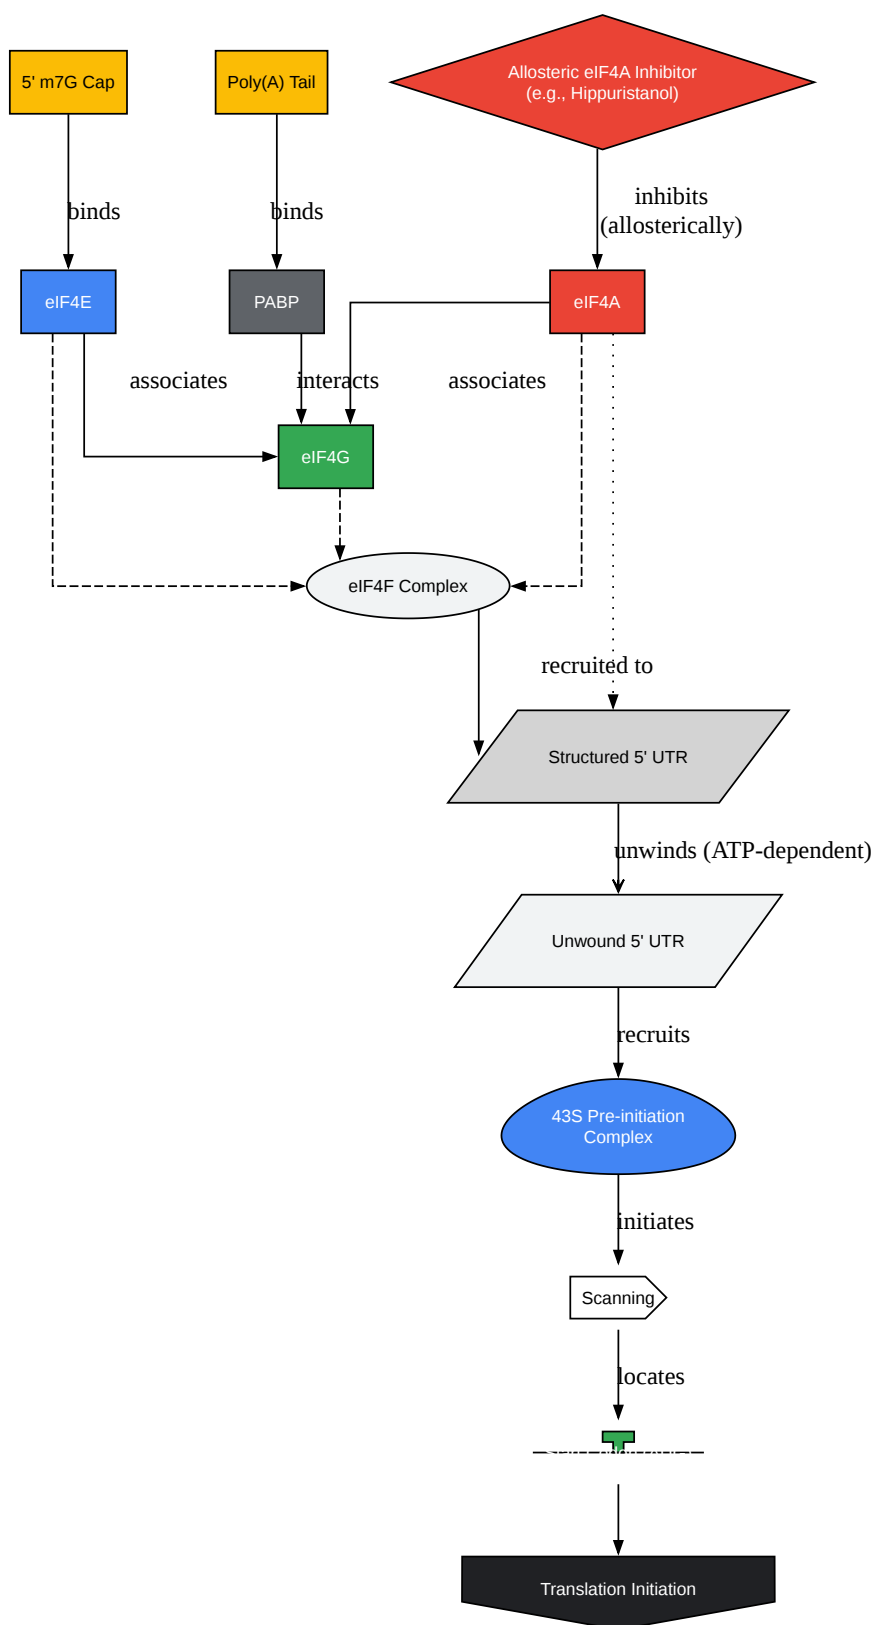 5' m7G Cap
Poly(A) Tail
Allosteric eIF4A Inhibitor
(e.g., Hippuristanol)
binds
binds
inhibits
(allosterically)
eIF4E
PABP
eIF4A
associates
interacts
associates
eIF4G
eIF4F Complex
recruited to
Structured 5' UTR
unwinds (ATP-dependent)
Unwound 5' UTR
recruits
43S Pre-initiation
Complex
initiates
Scanning
locates
Translation Initiation